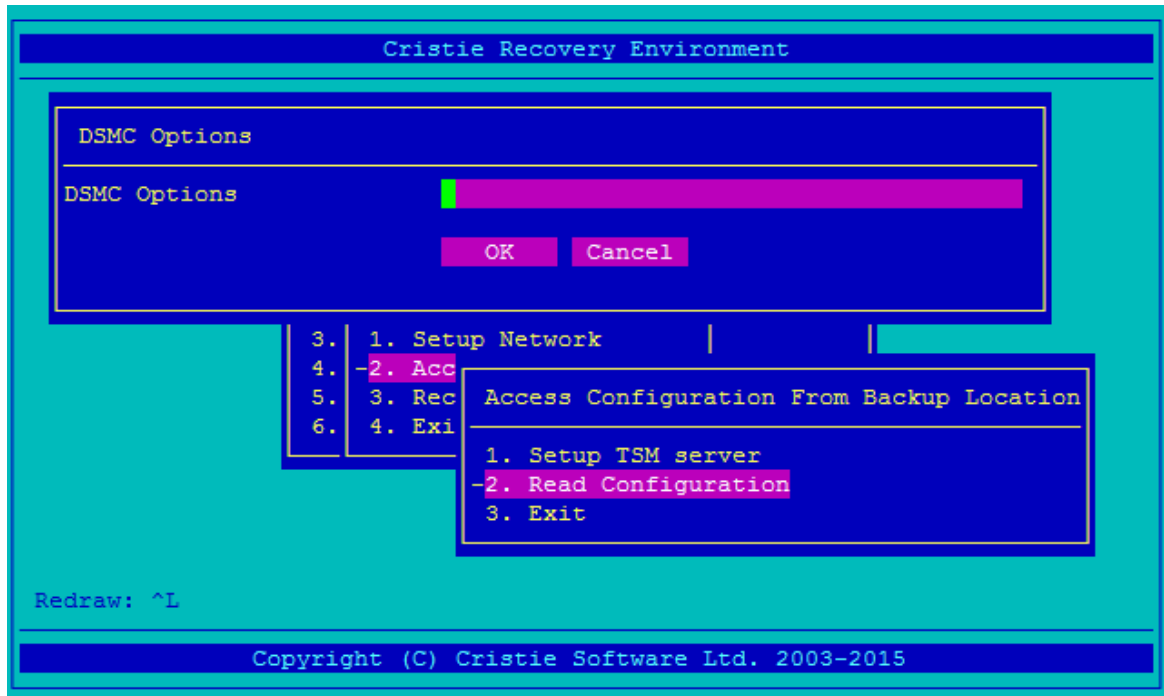 Cristie Recovery Environment
DSMC Options
DSMC Options
OK Cancel
3. 1. Setup Network
4. -2. Acc
5. 3. Rec
6. 4. Exi
Access Configuration From Backup Location
1. Setup TSM server
-2. Read Configuration
3. Exit
Redraw: ^L
Copyright (C) Cristie Software Ltd. 2003-2015